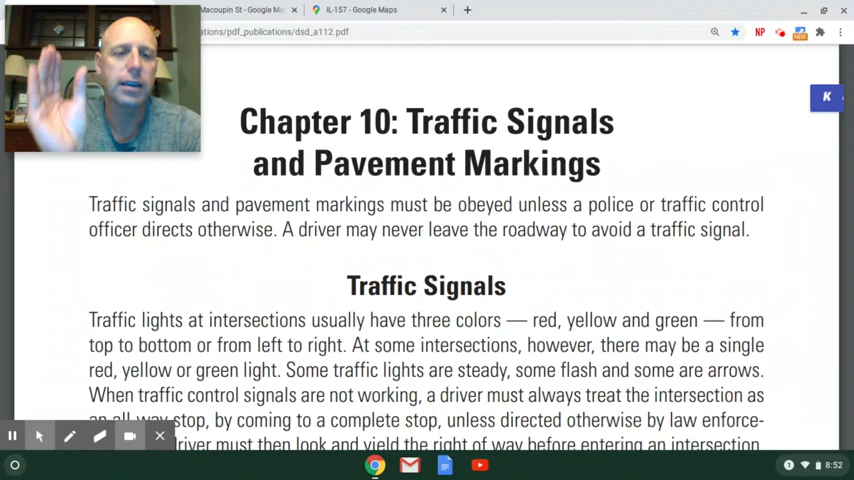 Macoupin St - Google Ma
IL-157 - Google Maps
ations/pdf_publications/dsd_a112.pdf
NP
NEW
K
Chapter 10: Traffic Signals
and Pavement Markings
Traffic signals and pavement markings must be obeyed unless a police or traffic control
officer directs otherwise. A driver may never leave the roadway to avoid a traffic signal.
Traffic Signals
Traffic lights at intersections usually have three colors — red, yellow and green — from
top to bottom or from left to right. At some intersections, however, there may be a single
red, yellow or green light. Some traffic lights are steady, some flash and some are arrows.
When traffic control signals are not working, a driver must always treat the intersection as
an all-way stop, by coming to a complete stop, unless directed otherwise by law enforce-
driver must then look and yield the right of way before entering an intersection.
1
8:52